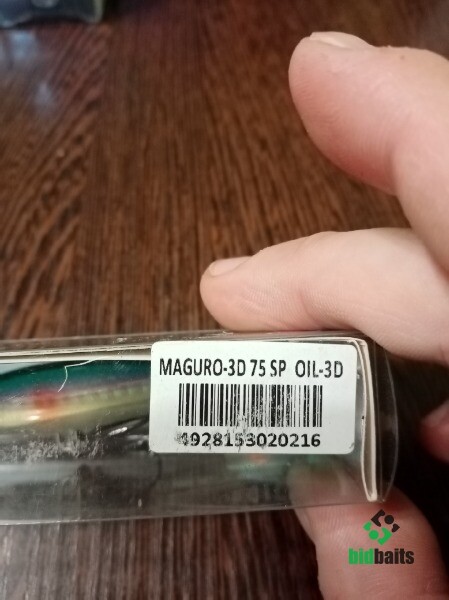 MAGURO-3D 75 SP OIL-3D
4928153020216
bidbaits